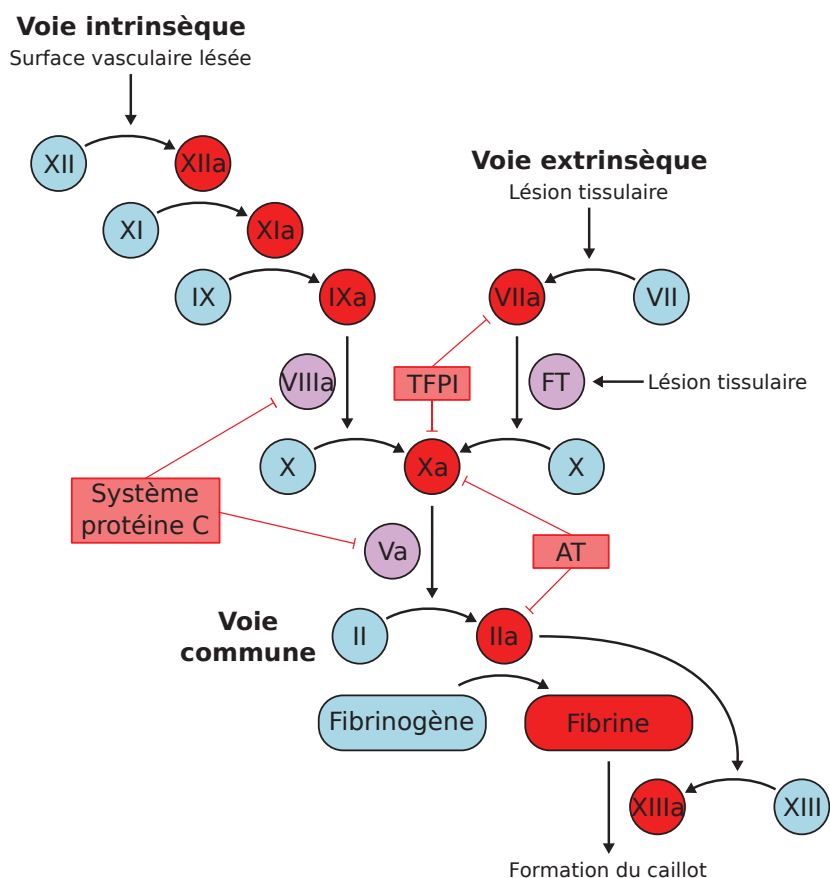 Voie intrinsèque
Surface vasculaire lésée
XII
XIIa
Voie extrinsèque
Lésion tissulaire
XI
XIa
IX
IXa
VIIa
VII
VIIIa
TFPI
FT
Lésion tissulaire
X
Xa
X
Système
protéine C
Va
AT
Voie
commune
II
IIa
Fibrinogène
Fibrine
XIIIa
XIII
Formation du caillot